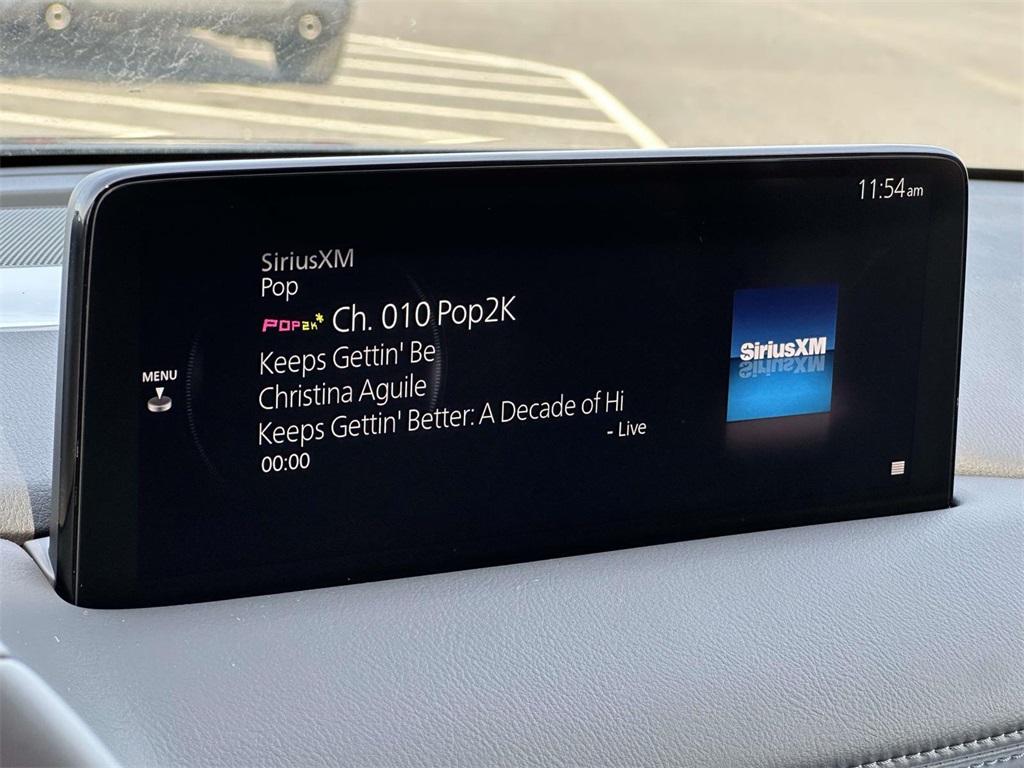 11:54am
SiriusXM
Pop
POP2K* Ch. 010 Pop2K
Keeps Gettin' Be
Christina Aguile
Keeps Gettin' Better: A Decade of Hi
- Live
00:00
MENU
SiriusXM